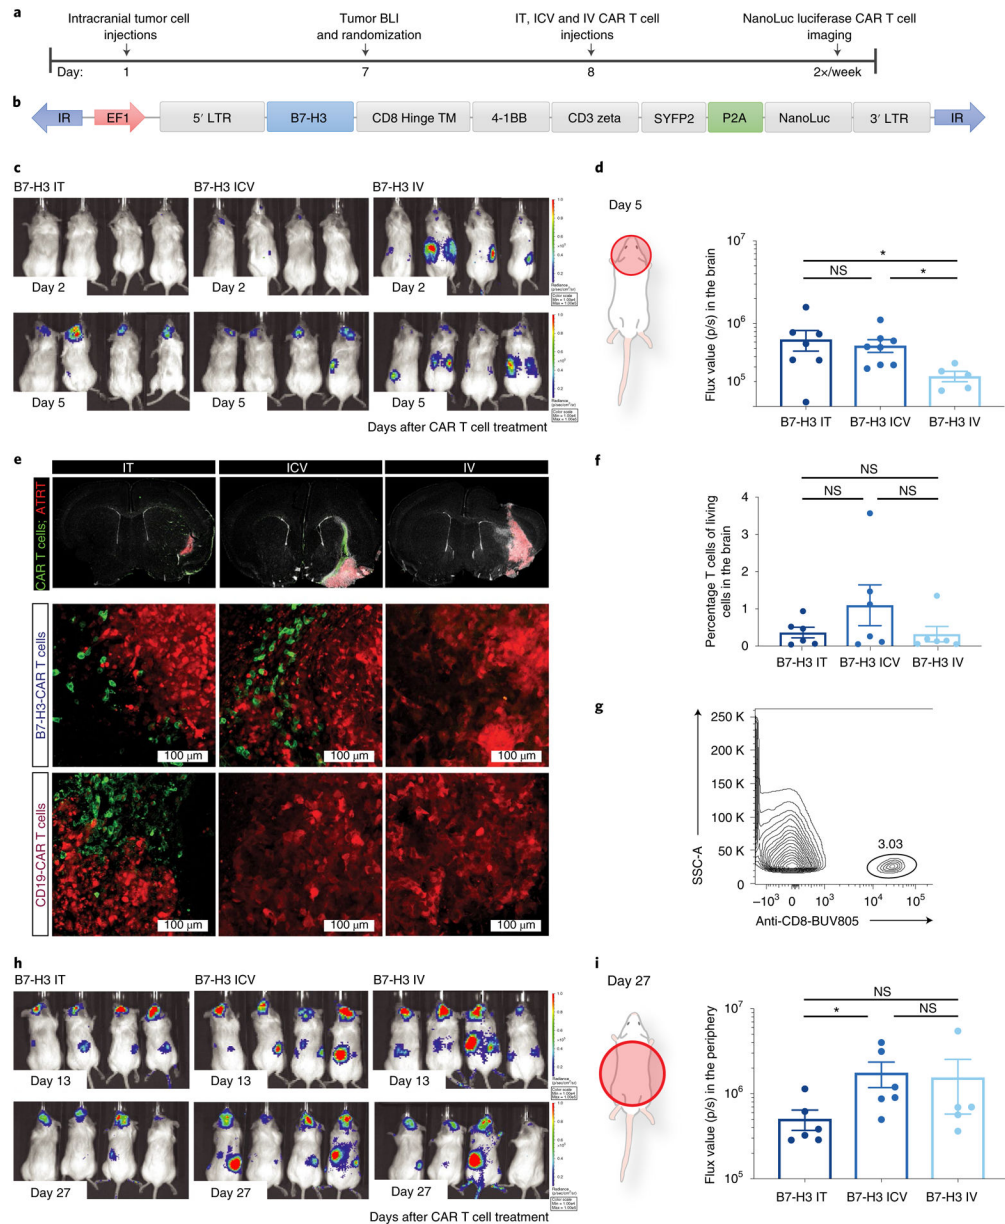 a
Intracranial tumor cell
injections
Tumor BLI
and randomization
IT, ICV and IV CAR T cell
injections
NanoLuc luciferase CAR T cell
imaging
Day: 1 7 8 2×/week
b
IR EF1 5′ LTR B7-H3 CD8 Hinge TM 4-1BB CD3 zeta SYFP2 P2A NanoLuc 3′ LTR IR
c
B7-H3 IT B7-H3 ICV B7-H3 IV
Day 2 Day 2 Day 2
Day 5 Day 5 Day 5
Days after CAR T cell treatment
d
Day 5
Flux value (p/s) in the brain
10⁷
10⁶
10⁵
*
NS *
B7-H3 IT B7-H3 ICV B7-H3 IV
e
IT ICV IV
CAR T cells; ATRT
B7-H3-CAR T cells
100 μm 100 μm 100 μm
CD19-CAR T cells
100 μm 100 μm 100 μm
f
Percentage T cells of living
cells in the brain
NS
NS NS
4
3
2
1
0
B7-H3 IT B7-H3 ICV B7-H3 IV
g
SSC-A
250 K
200 K
150 K
100 K
50 K
0
3.03
−10³ 0 10³ 10⁴ 10⁵
Anti-CD8-BUV805
h
B7-H3 IT B7-H3 ICV B7-H3 IV
Day 13 Day 13 Day 13
Day 27 Day 27 Day 27
Days after CAR T cell treatment
i
Day 27
Flux value (p/s) in the periphery
10⁷
10⁶
10⁵
NS
* NS
B7-H3 IT B7-H3 ICV B7-H3 IV